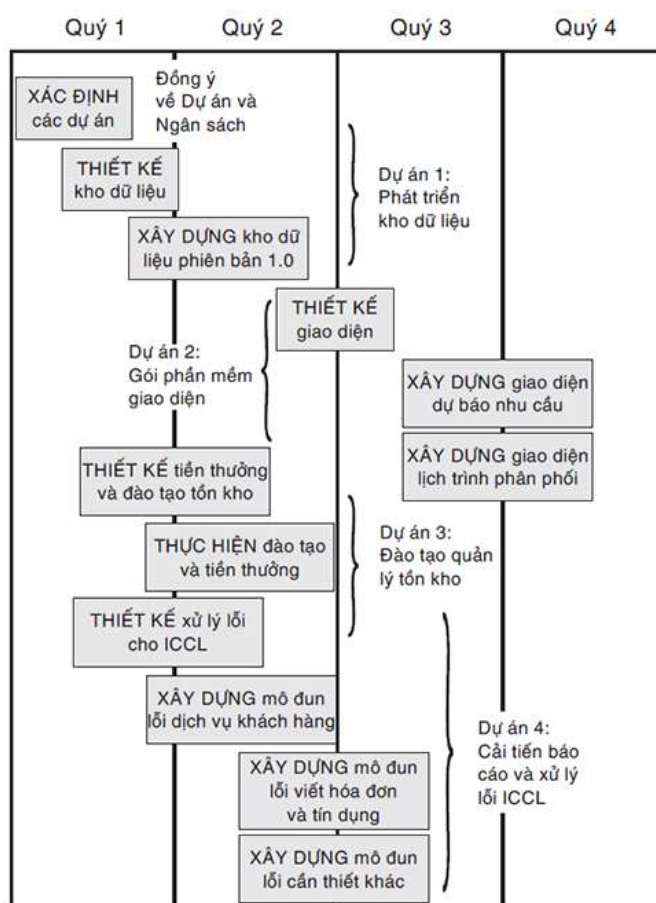 Quý 1
Quý 2
Quý 3
Quý 4
XÁC ĐỊNH
các dự án
Đồng ý
về Dự án và
Ngân sách
THIẾT KẾ
kho dữ liệu
Dự án 1:
Phát triển
kho dữ liệu
XÂY DỰNG kho dữ
liệu phiên bản 1.0
THIẾT KẾ
giao diện
Dự án 2:
Gói phần mềm
giao diện
XÂY DỰNG giao diện
dự báo nhu cầu
XÂY DỰNG giao diện
lịch trình phân phối
THIẾT KẾ tiền thưởng
và đào tạo tồn kho
THỰC HIỆN đào tạo
và tiền thưởng
Dự án 3:
Đào tạo quản
lý tồn kho
THIẾT KẾ xử lý lỗi
cho ICCL
XÂY DỰNG mô đun
lỗi dịch vụ khách hàng
Dự án 4:
Cải tiến báo
cáo và xử lý
lỗi ICCL
XÂY DỰNG mô đun
lỗi viết hóa đơn
và tín dụng
XÂY DỰNG mô đun
lỗi cần thiết khác